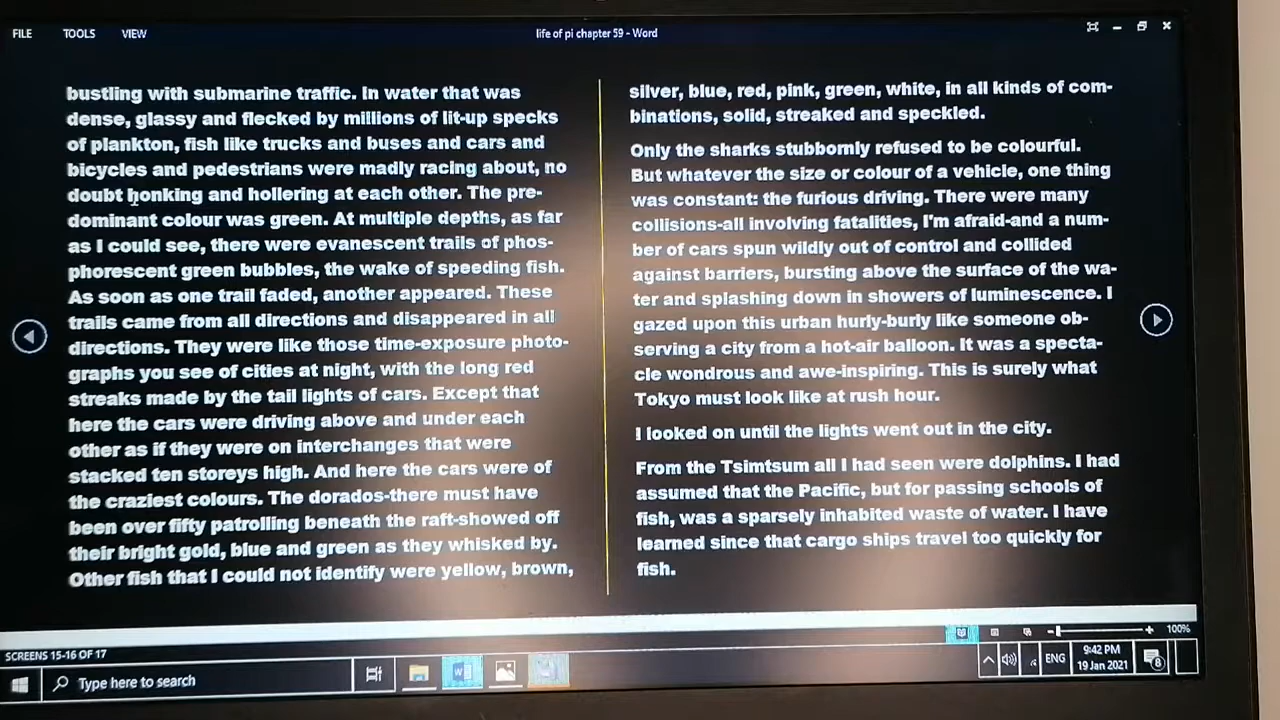 FILE TOOLS VIEW
life of pi chapter 59 - Word
bustling with submarine traffic. In water that was
dense, glassy and flecked by millions of lit-up specks
of plankton, fish like trucks and buses and cars and
bicycles and pedestrians were madly racing about, no
doubt honking and hollering at each other. The pre-
dominant colour was green. At multiple depths, as far
as I could see, there were evanescent trails of phos-
phorescent green bubbles, the wake of speeding fish.
As soon as one trail faded, another appeared. These
trails came from all directions and disappeared in all
directions. They were like those time-exposure photo-
graphs you see of cities at night, with the long red
streaks made by the tail lights of cars. Except that
here the cars were driving above and under each
other as if they were on interchanges that were
stacked ten storeys high. And here the cars were of
the craziest colours. The dorados-there must have
been over fifty patrolling beneath the raft-showed off
their bright gold, blue and green as they whisked by.
Other fish that I could not identify were yellow, brown,
silver, blue, red, pink, green, white, in all kinds of com-
binations, solid, streaked and speckled.
Only the sharks stubbornly refused to be colourful.
But whatever the size or colour of a vehicle, one thing
was constant: the furious driving. There were many
collisions-all involving fatalities, I'm afraid-and a num-
ber of cars spun wildly out of control and collided
against barriers, bursting above the surface of the wa-
ter and splashing down in showers of luminescence. I
gazed upon this urban hurly-burly like someone ob-
serving a city from a hot-air balloon. It was a specta-
cle wondrous and awe-inspiring. This is surely what
Tokyo must look like at rush hour.
I looked on until the lights went out in the city.
From the Tsimtsum all I had seen were dolphins. I had
assumed that the Pacific, but for passing schools of
fish, was a sparsely inhabited waste of water. I have
learned since that cargo ships travel too quickly for
fish.
SCREENS 15-16 OF 17
100%
Type here to search
ENG
9:42 PM
19 Jan 2021
8